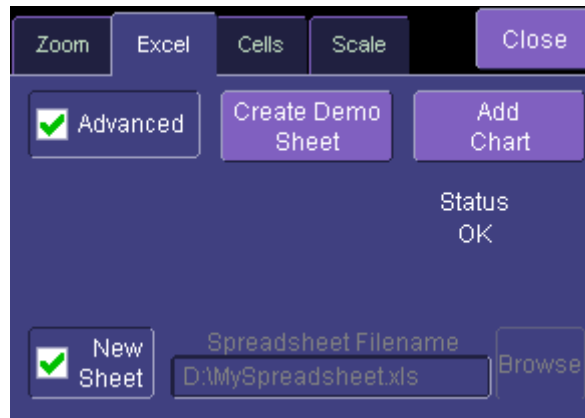 Zoom Excel Cells Scale Close
Advanced
Create Demo
Sheet
Add
Chart
Status
OK
New
Sheet
Spreadsheet Filename
D:\MySpreadsheet.xls
Browse